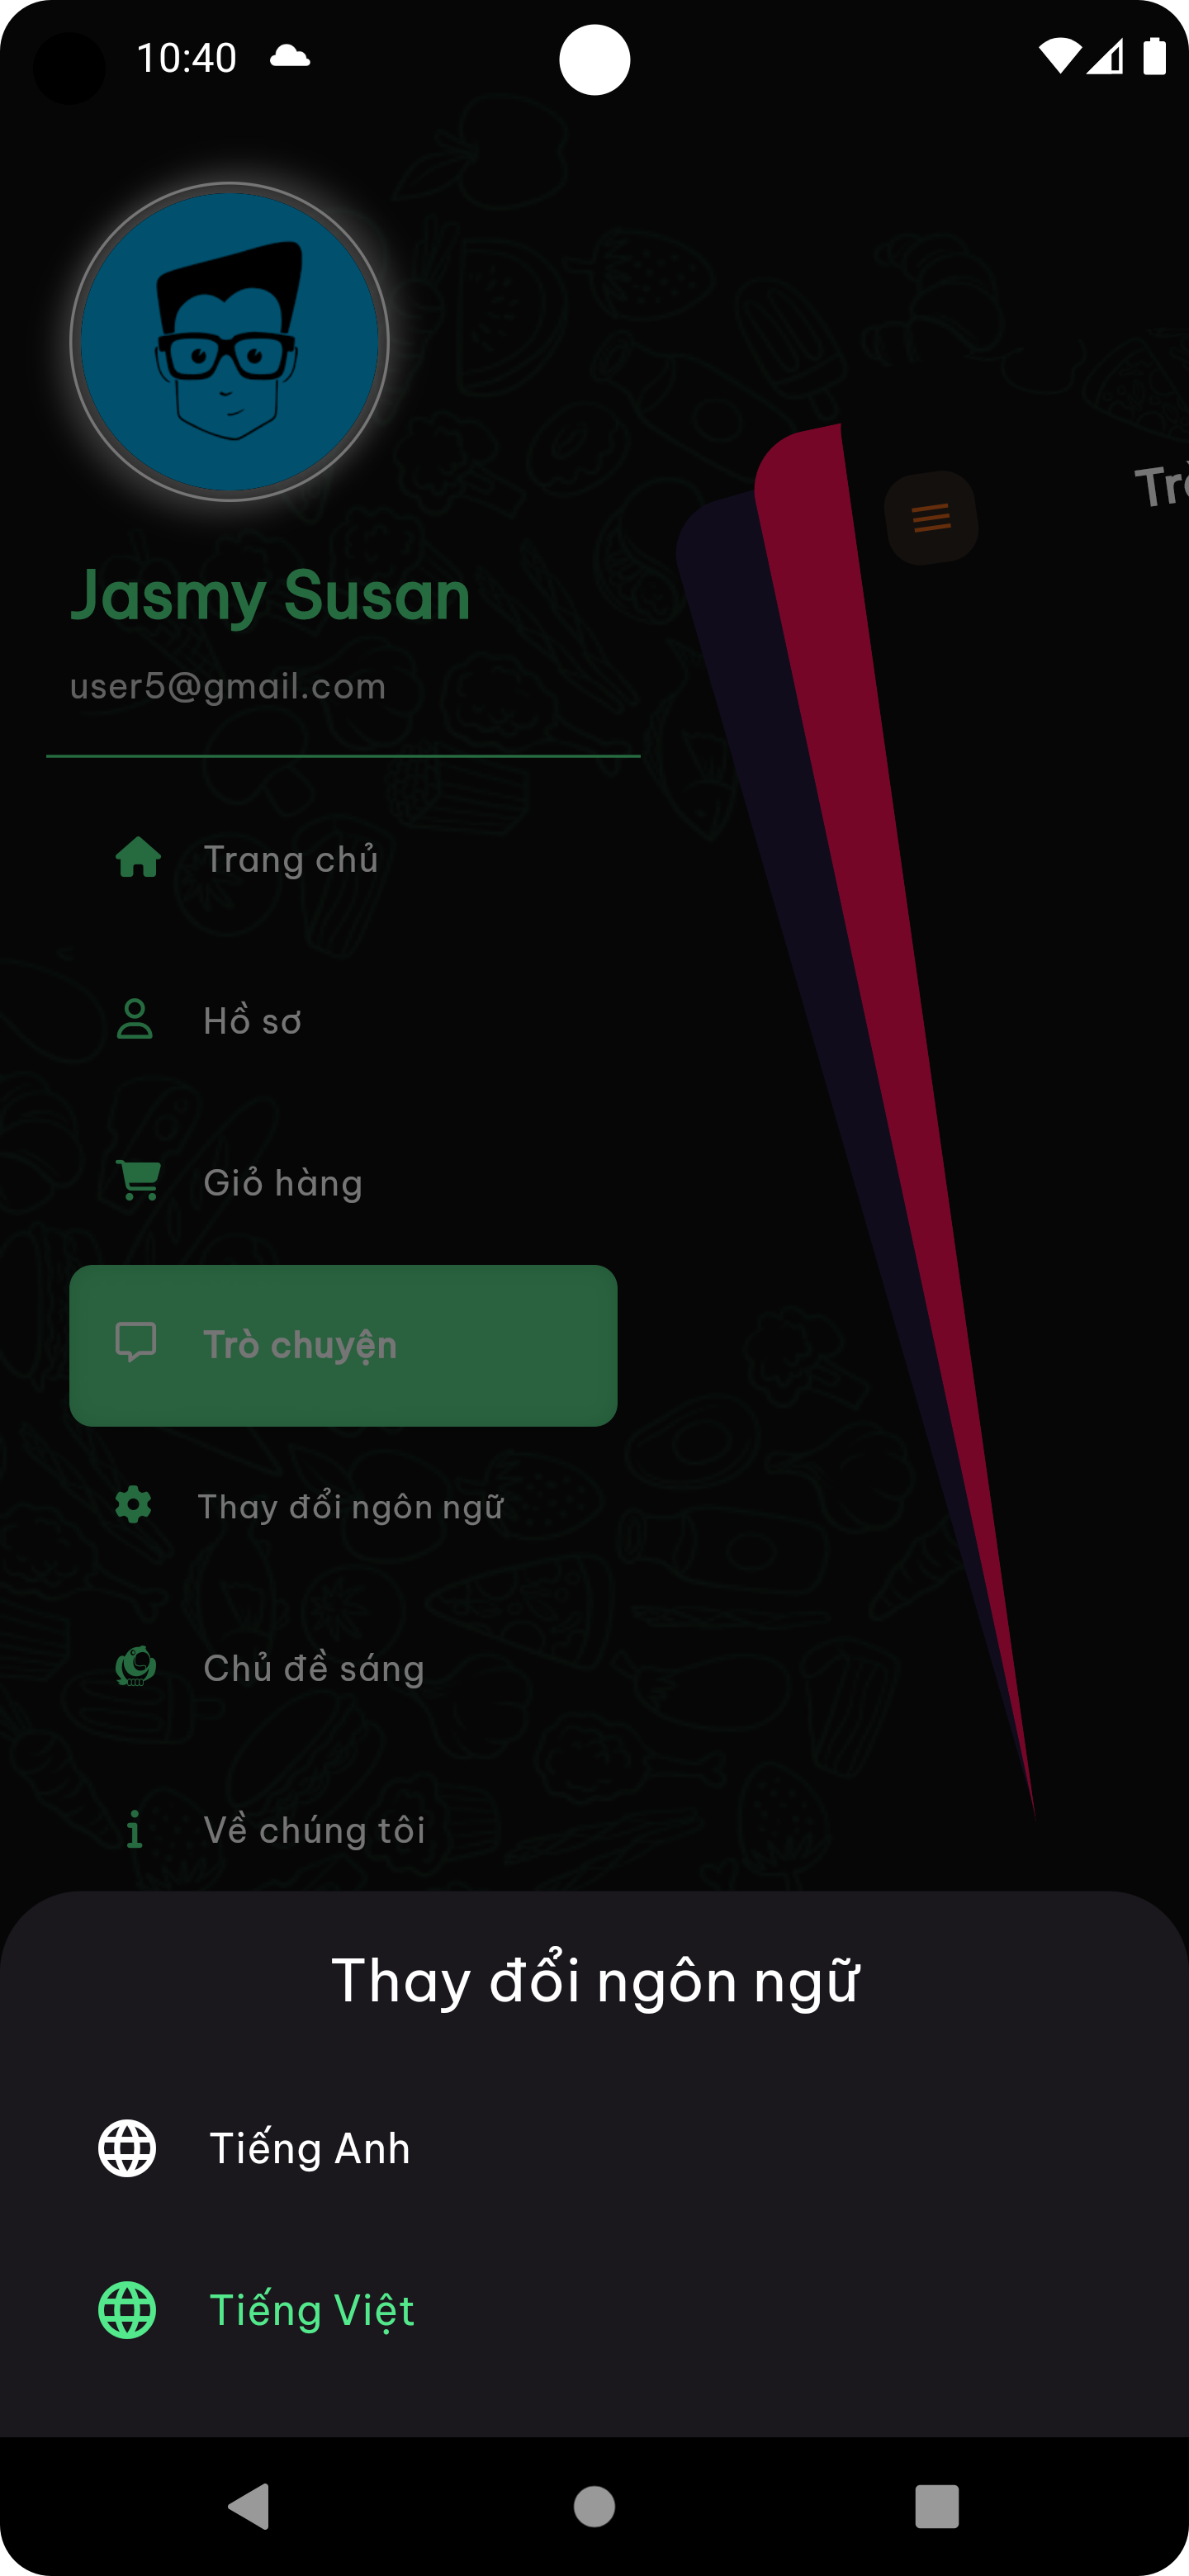 10:40
Jasmy Susan
user5@gmail.com
Trang chủ
Hồ sơ
Giỏ hàng
Trò chuyện
Thay đổi ngôn ngữ
Chủ đề sáng
Về chúng tôi
Thay đổi ngôn ngữ
Tiếng Anh
Tiếng Việt